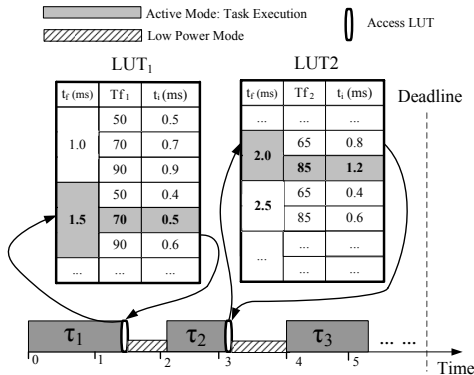 Active Mode: Task Execution
Access LUT
Low Power Mode
LUT1
LUT2
Deadline
tf (ms) Tf1 ti (ms)
1.0 50 0.5
70 0.7
90 0.9
1.5 50 0.4
70 0.5
90 0.6
... ... ...
tf (ms) Tf2 ti (ms)
... ... ...
2.0 65 0.8
85 1.2
2.5 65 0.4
85 0.6
... ... ...
... ...
τ1 τ2 τ3 ... ...
0 1 2 3 4 5 Time